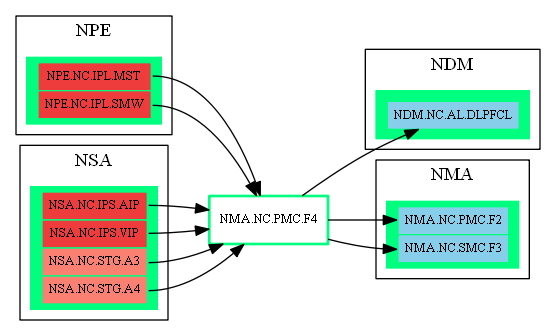 NPE
NPE.NC.IPL.MST
NPE.NC.IPL.SMW
NSA
NSA.NC.IPS.AIP
NSA.NC.IPS.VIP
NSA.NC.STG.A3
NSA.NC.STG.A4
NMA.NC.PMC.F4
NDM
NDM.NC.AL.DLPFCL
NMA
NMA.NC.PMC.F2
NMA.NC.SMC.F3